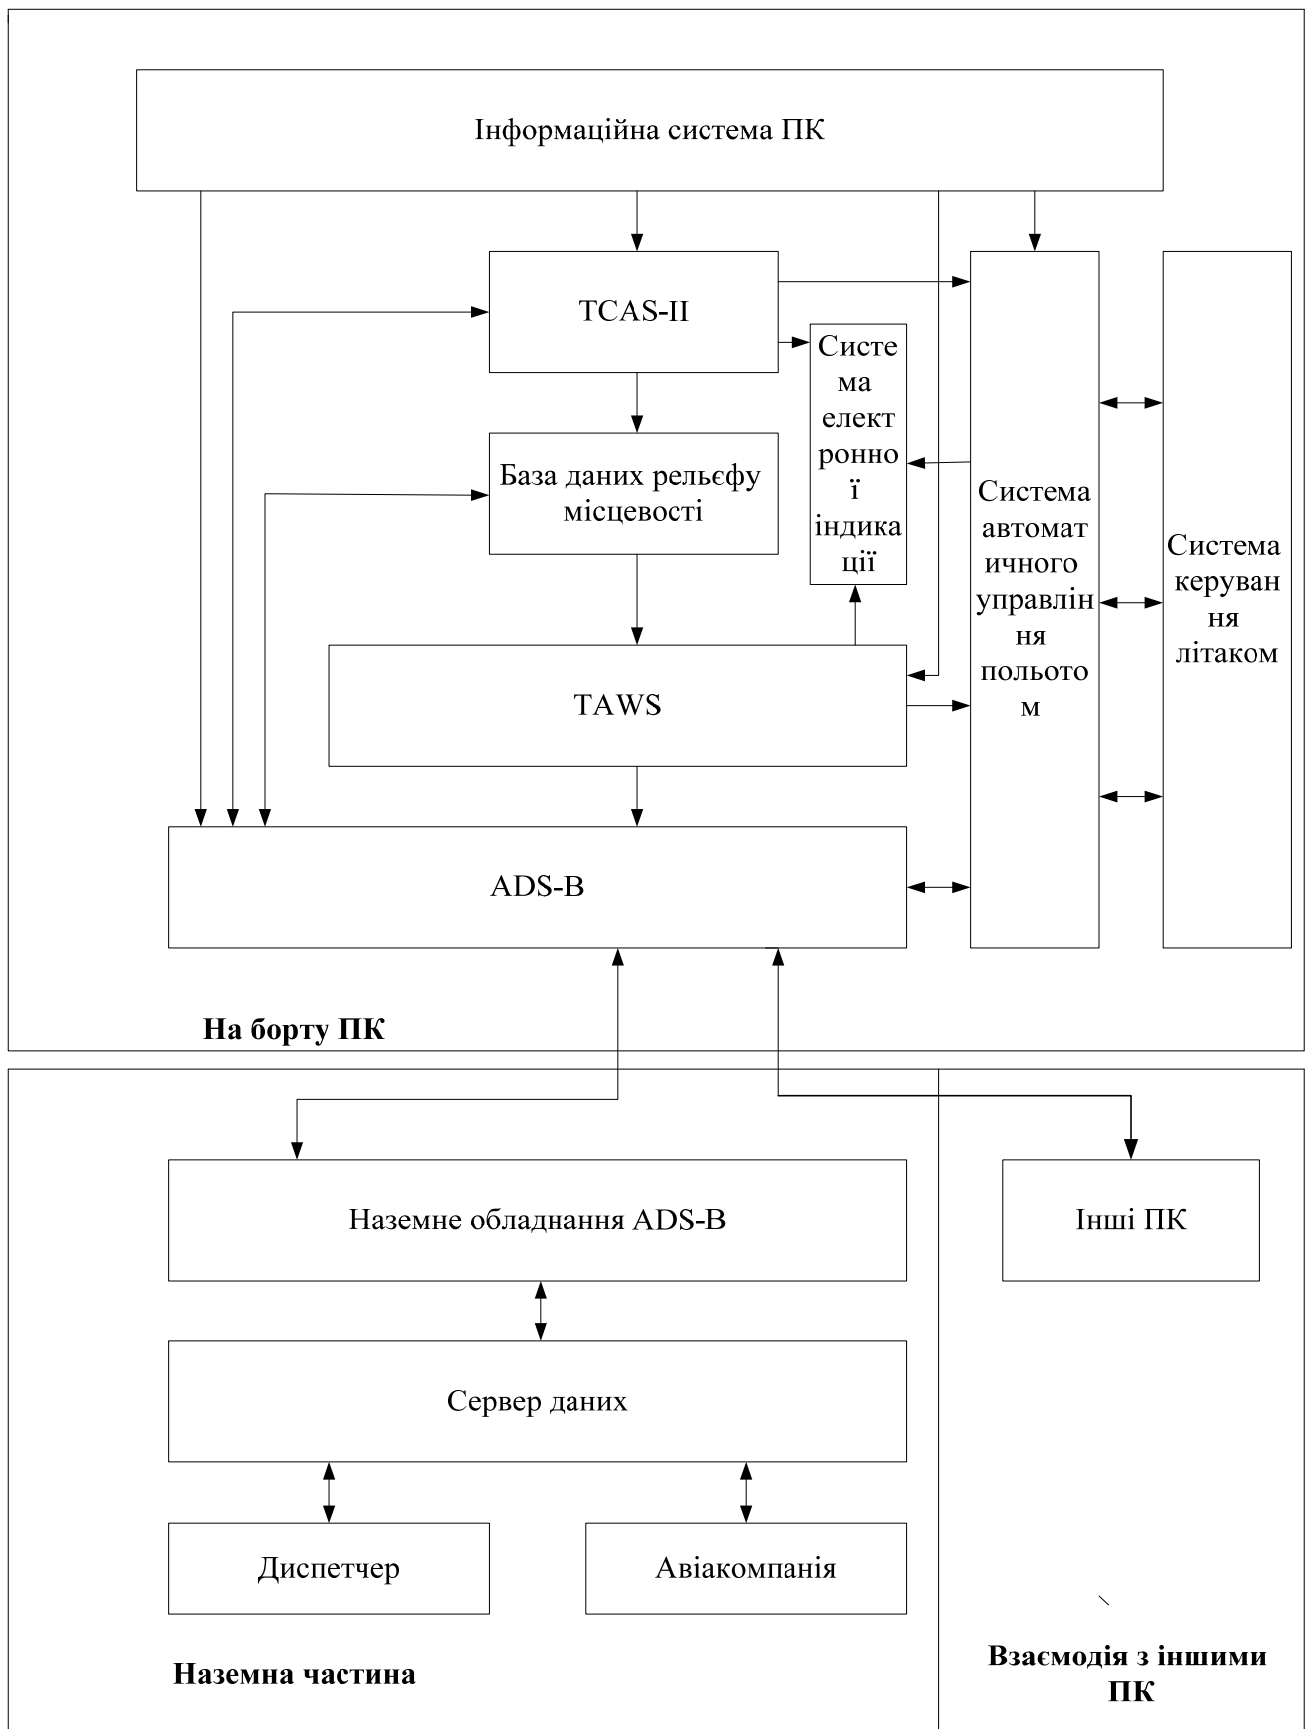 Інформаційна система ПК
TCAS-II
Систе
ма
елект
ронно
ї
індика
ції
База даних рельєфу
місцевості
Система
автомат
ичного
управлін
ня
польото
м
Система
керуван
ня
літаком
TAWS
ADS-B
На борту ПК
Наземне обладнання ADS-B
Інші ПК
Сервер даних
Диспетчер
Авіакомпанія
Наземна частина
Взаємодія з іншими
ПК